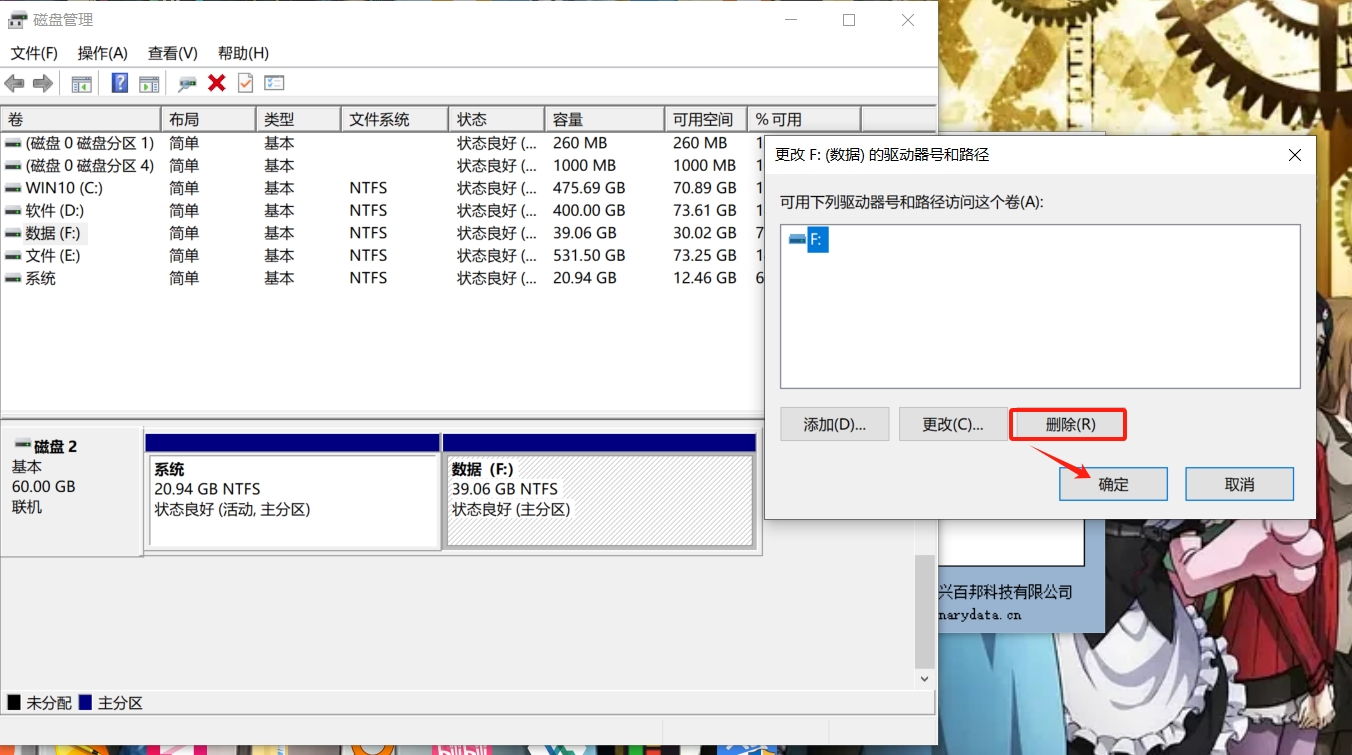 磁盘管理
文件(F) 操作(A) 查看(V) 帮助(H)
卷 布局 类型 文件系统 状态 容量 可用空间 % 可用
(磁盘 0 磁盘分区 1) 简单 基本 状态良好 (... 260 MB 260 MB 1
(磁盘 0 磁盘分区 4) 简单 基本 状态良好 (... 1000 MB 1000 MB 1
WIN10 (C:) 简单 基本 NTFS 状态良好 (... 475.69 GB 70.89 GB 1
软件 (D:) 简单 基本 NTFS 状态良好 (... 400.00 GB 73.61 GB 1
数据 (F:) 简单 基本 NTFS 状态良好 (... 39.06 GB 30.02 GB 7
文件 (E:) 简单 基本 NTFS 状态良好 (... 531.50 GB 73.25 GB 1
系统 简单 基本 NTFS 状态良好 (... 20.94 GB 12.46 GB 6
磁盘 2
基本
60.00 GB
联机
系统
20.94 GB NTFS
状态良好 (活动, 主分区)
数据 (F:)
39.06 GB NTFS
状态良好 (主分区)
未分配 主分区
更改 F: (数据) 的驱动器号和路径
可用下列驱动器号和路径访问这个卷(A):
F:
添加(D)... 更改(C)... 删除(R)
确定 取消
兴百邦科技有限公司
narydata.cn
bilibili